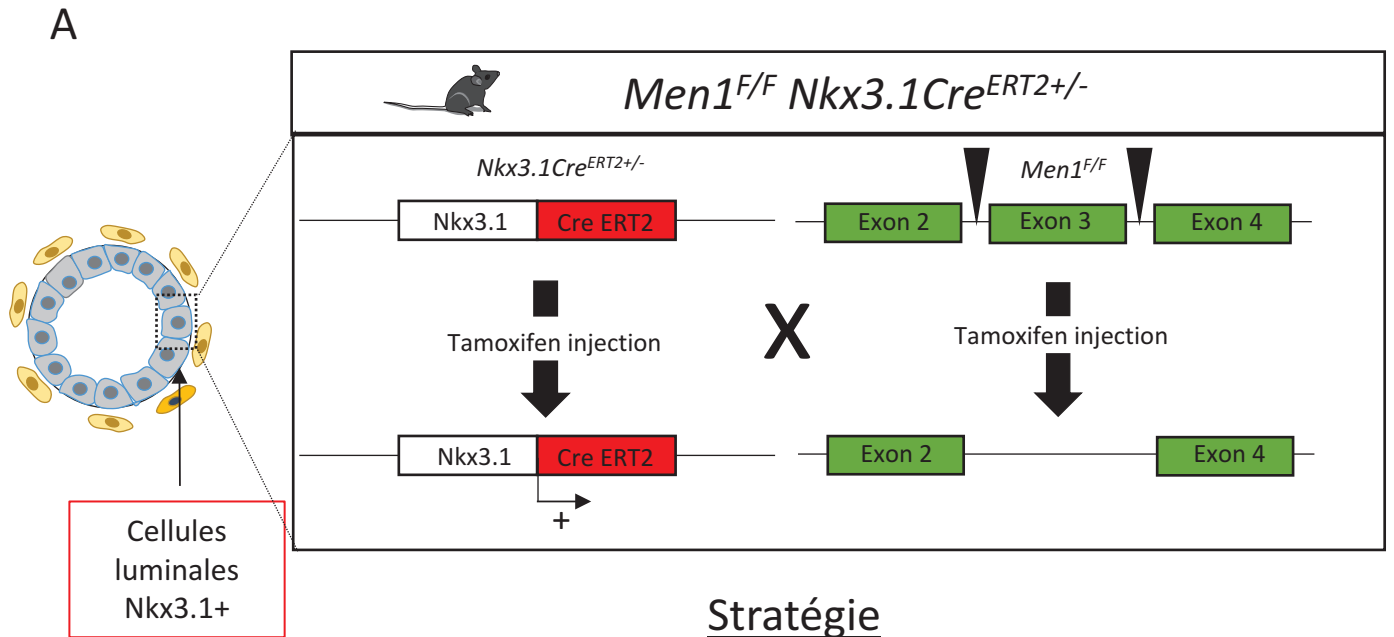 A
Men1F/F Nkx3.1CreERT2+/-
Nkx3.1CreERT2+/-
Men1F/F
Nkx3.1 Cre ERT2
Exon 2 Exon 3 Exon 4
Tamoxifen injection
X
Tamoxifen injection
Nkx3.1 Cre ERT2
+
Exon 2 Exon 4
Cellules
luminales
Nkx3.1+
Stratégie